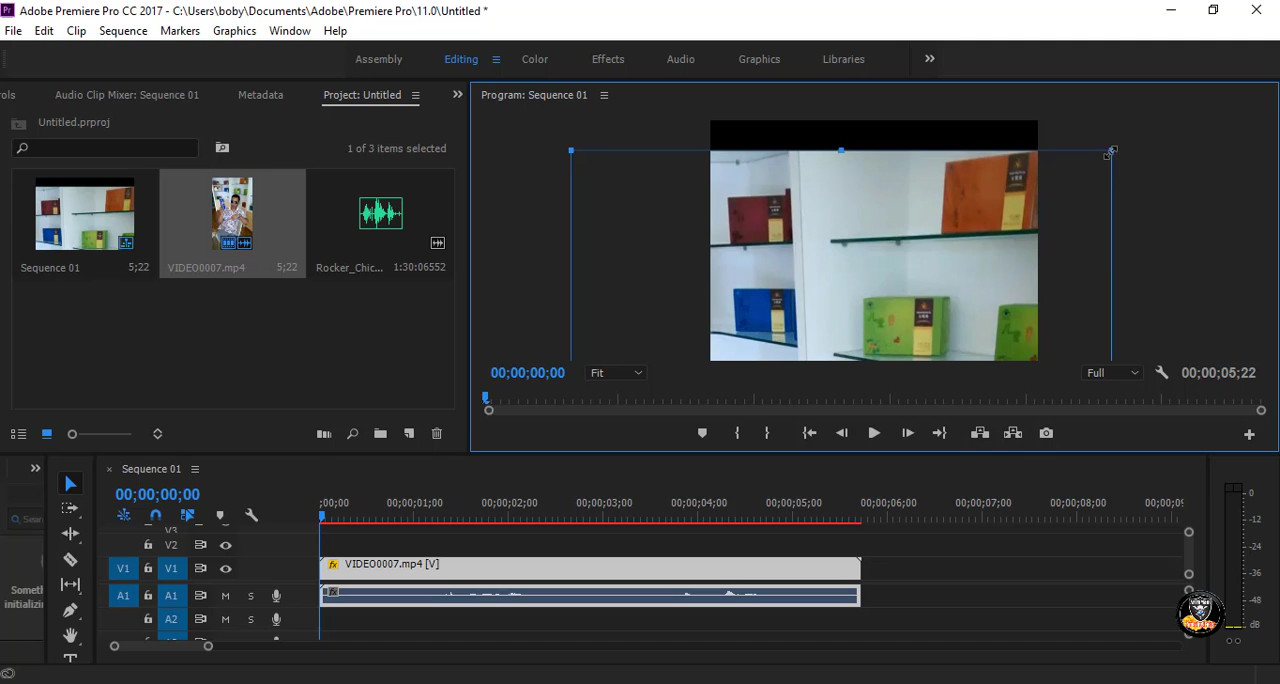 Adobe Premiere Pro CC 2017 - C:\Users\boby\Documents\Adobe\Premiere Pro\11.0\Untitled *
File Edit Clip Sequence Markers Graphics Window Help
Assembly Editing Color Effects Audio Graphics Libraries
ols Audio Clip Mixer: Sequence 01 Metadata Project: Untitled Program: Sequence 01
Untitled.prproj
1 of 3 items selected
Sequence 01 5;22 VIDEO0007.mp4 5;22 Rocker_Chic... 1:30:06552
00;00;00;00 Fit Full 00;00;05;22
Sequence 01
00;00;00;00
;00;00 00;00;01;00 00;00;02;00 00;00;03;00 00;00;04;00 00;00;05;00 00;00;06;00 00;00;07;00 00;00;08;00 00;00;09
V3
V2
V1 V1 VIDEO0007.mp4 [V]
A1 A1 M S
A2 M S
Someth
initializin
0
-12
-24
-36
-48
dB